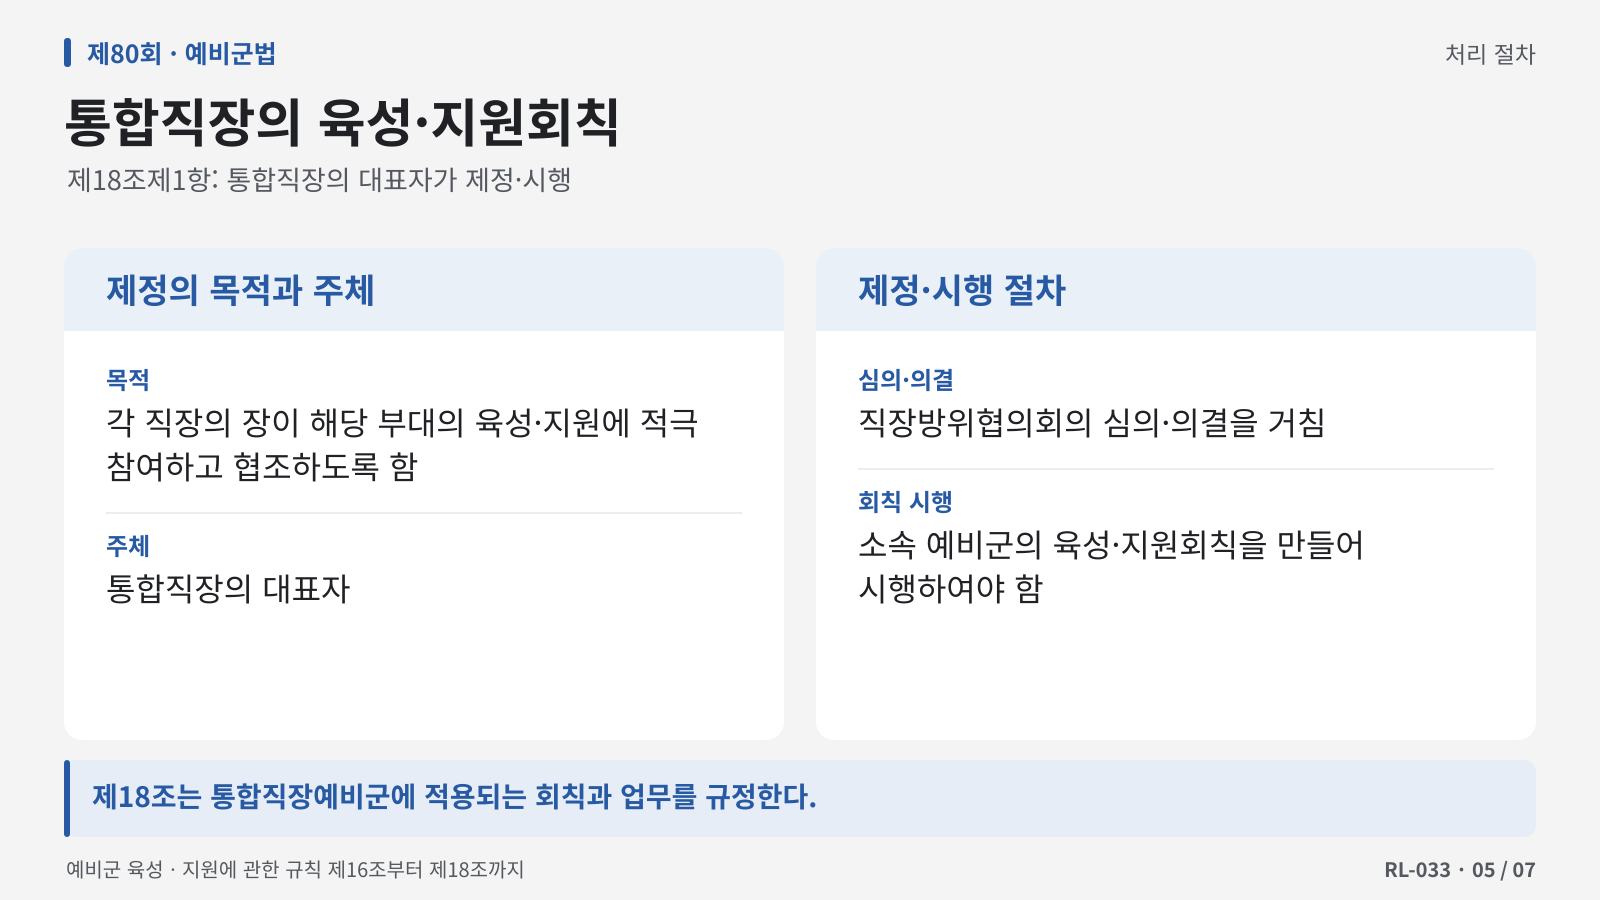 제80회 · 예비군법
처리 절차
통합직장의 육성·지원회칙
제18조제1항: 통합직장의 대표자가 제정·시행
제정의 목적과 주체
목적
각 직장의 장이 해당 부대의 육성·지원에 적극
참여하고 협조하도록 함
주체
통합직장의 대표자
제정·시행 절차
심의·의결
직장방위협의회의 심의·의결을 거침
회칙 시행
소속 예비군의 육성·지원회칙을 만들어
시행하여야 함
제18조는 통합직장예비군에 적용되는 회칙과 업무를 규정한다.
예비군 육성 · 지원에 관한 규칙 제16조부터 제18조까지
RL-033 · 05 / 07